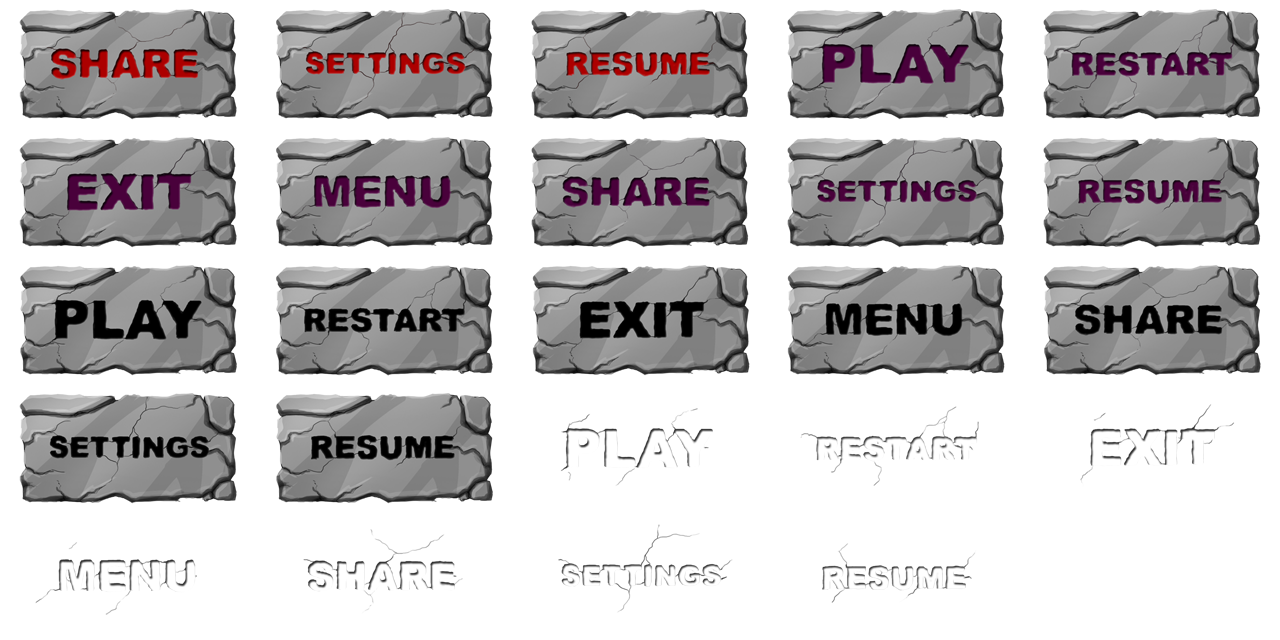 SHARE SETTINGS RESUME PLAY RESTART
EXIT MENU SHARE SETTINGS RESUME
PLAY RESTART EXIT MENU SHARE
SETTINGS RESUME PLAY RESTART EXIT
MENU SHARE SETTINGS RESUME